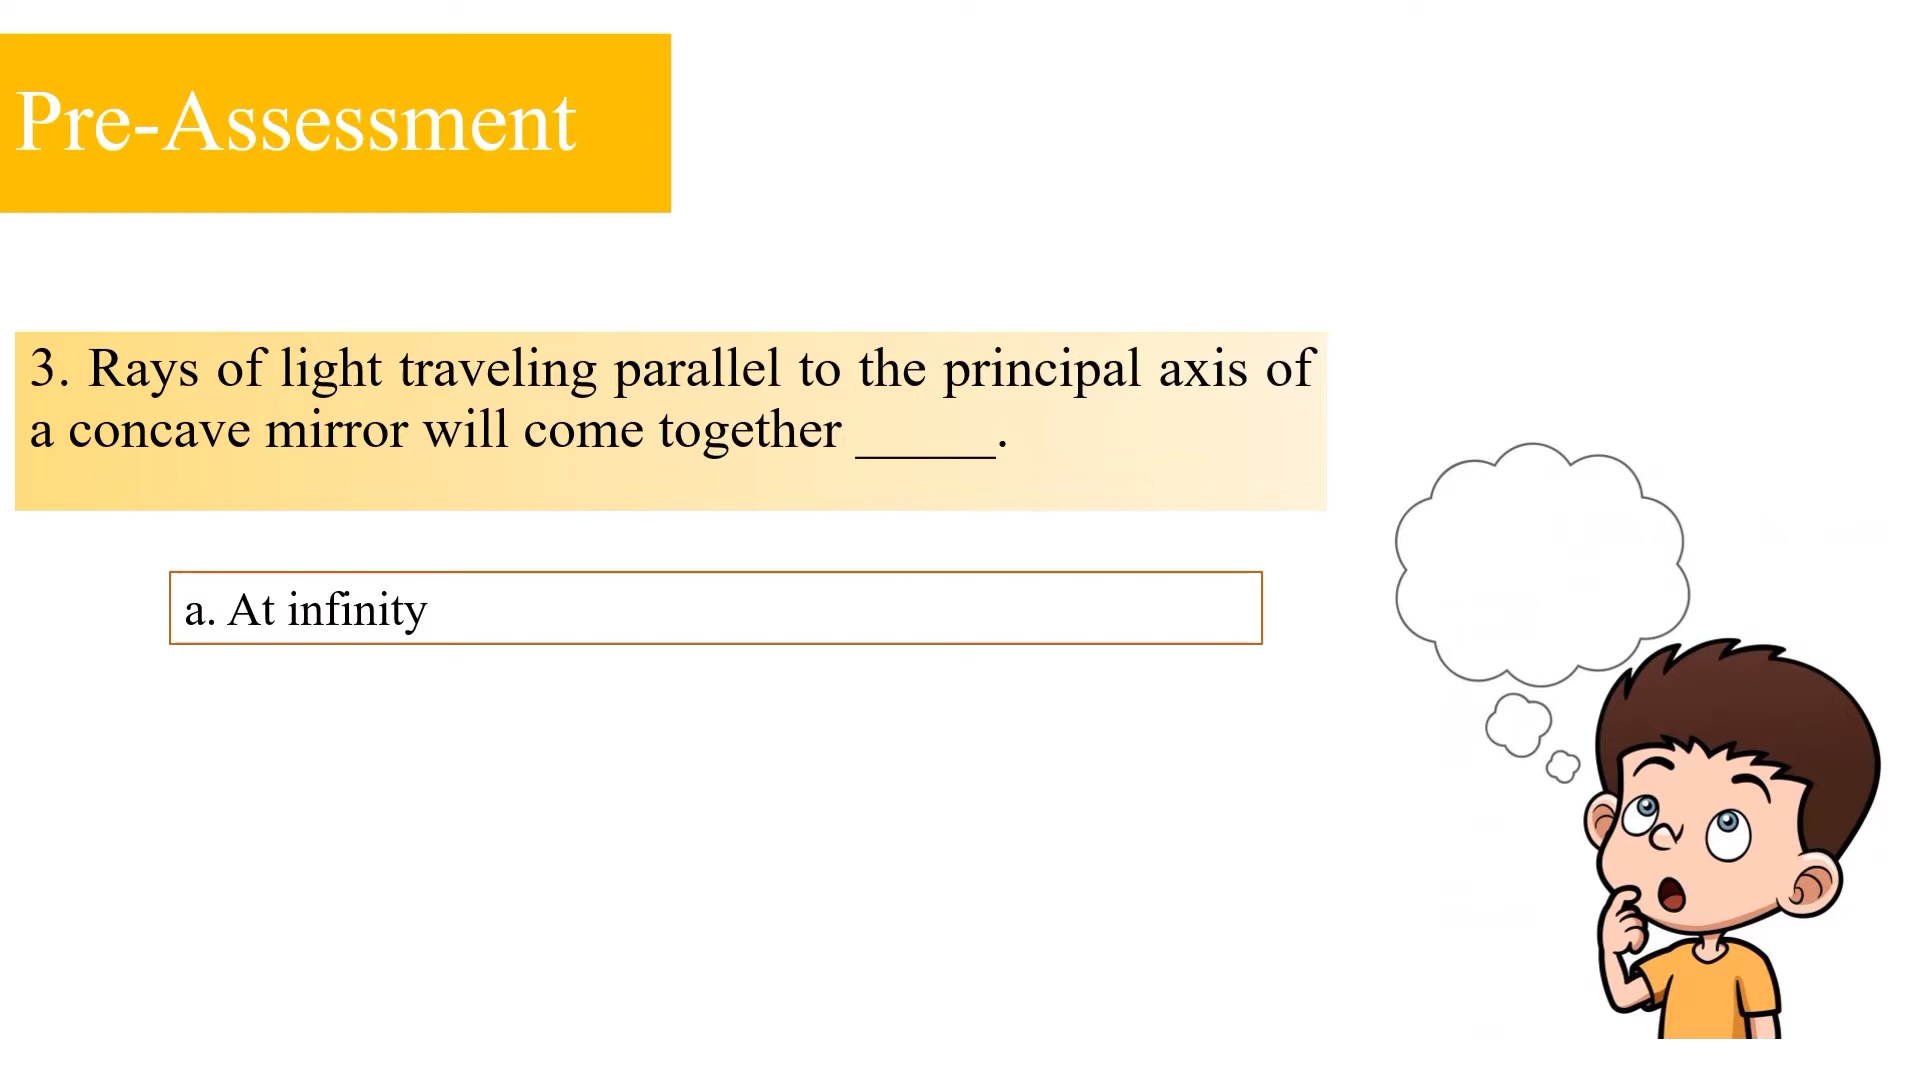 Pre-Assessment
3. Rays of light traveling parallel to the principal axis of
a concave mirror will come together _____.
a. At infinity